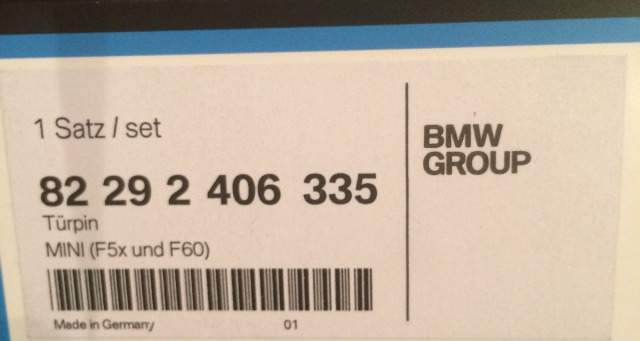 1 Satz / set
82 29 2 406 335
Türpin
MINI (F5x und F60)
Made in Germany 01
BMW
GROUP